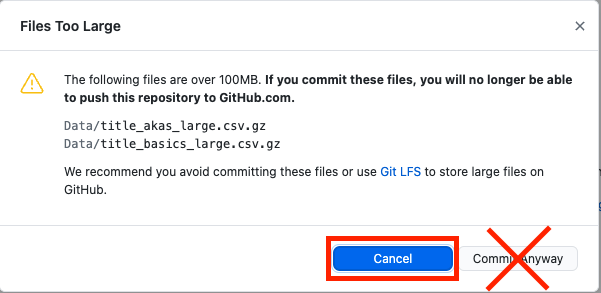 Files Too Large
The following files are over 100MB. If you commit these files, you will no longer be able
to push this repository to GitHub.com.
Data/title_akas_large.csv.gz
Data/title_basics_large.csv.gz
We recommend you avoid committing these files or use Git LFS to store large files on
GitHub.
Cancel
Commit Anyway